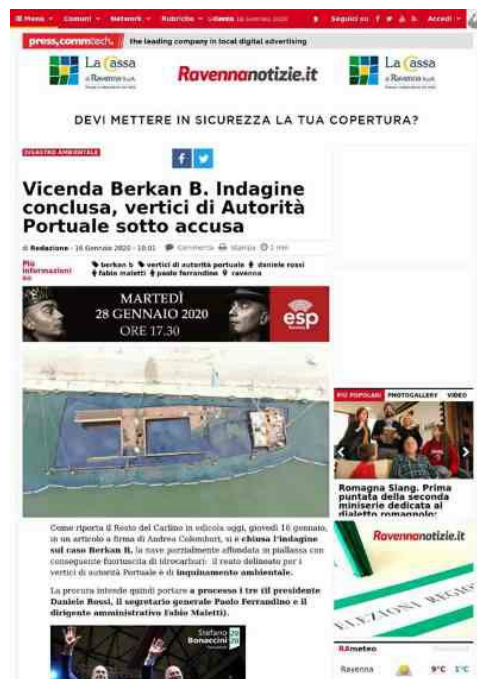 Menu Comuni Network Rubriche Seguici su Accedi
press,commtech. the leading company in local digital advertising
La Cassa
di Ravenna S.p.A.
Ravennanotizie.it
La Cassa
di Ravenna S.p.A.
DEVI METTERE IN SICUREZZA LA TUA COPERTURA?
DISASTRO AMBIENTALE
Vicenda Berkan B. Indagine
conclusa, vertici di Autorità
Portuale sotto accusa
di Redazione - 16 Gennaio 2020 - 10:01 Commenta Stampa 1 min
Più
informazioni
su
berkan b vertici di autorità portuale daniele rossi
fabio maletti paolo ferrandino ravenna
MARTEDÌ
28 GENNAIO 2020
ORE 17.30
esp
PIÙ POPOLARI PHOTOGALLERY VIDEO
Romagna Slang. Prima
puntata della seconda
miniserie dedicata al
dialetto romagnolo:
Come riporta il Resto del Carlino in edicola oggi, giovedì 16 gennaio,
in un articolo a firma di Andrea Colombari, si è chiusa l'indagine
sul caso Berkan B, la nave parzialmente affondata in piallassa con
conseguente fuoriuscita di idrocarburi: il reato delineato per i
vertici di autorità Portuale è di inquinamento ambientale.
La procura intende quindi portare a processo i tre (il presidente
Daniele Rossi, il segretario generale Paolo Ferrandino e il
dirigente amministrativo Fabio Maletti).
Ravennanotizie.it
ELEZIONI REGIO
Stefano
Bonaccini
RAmeteo
Ravenna 9°C 1°C